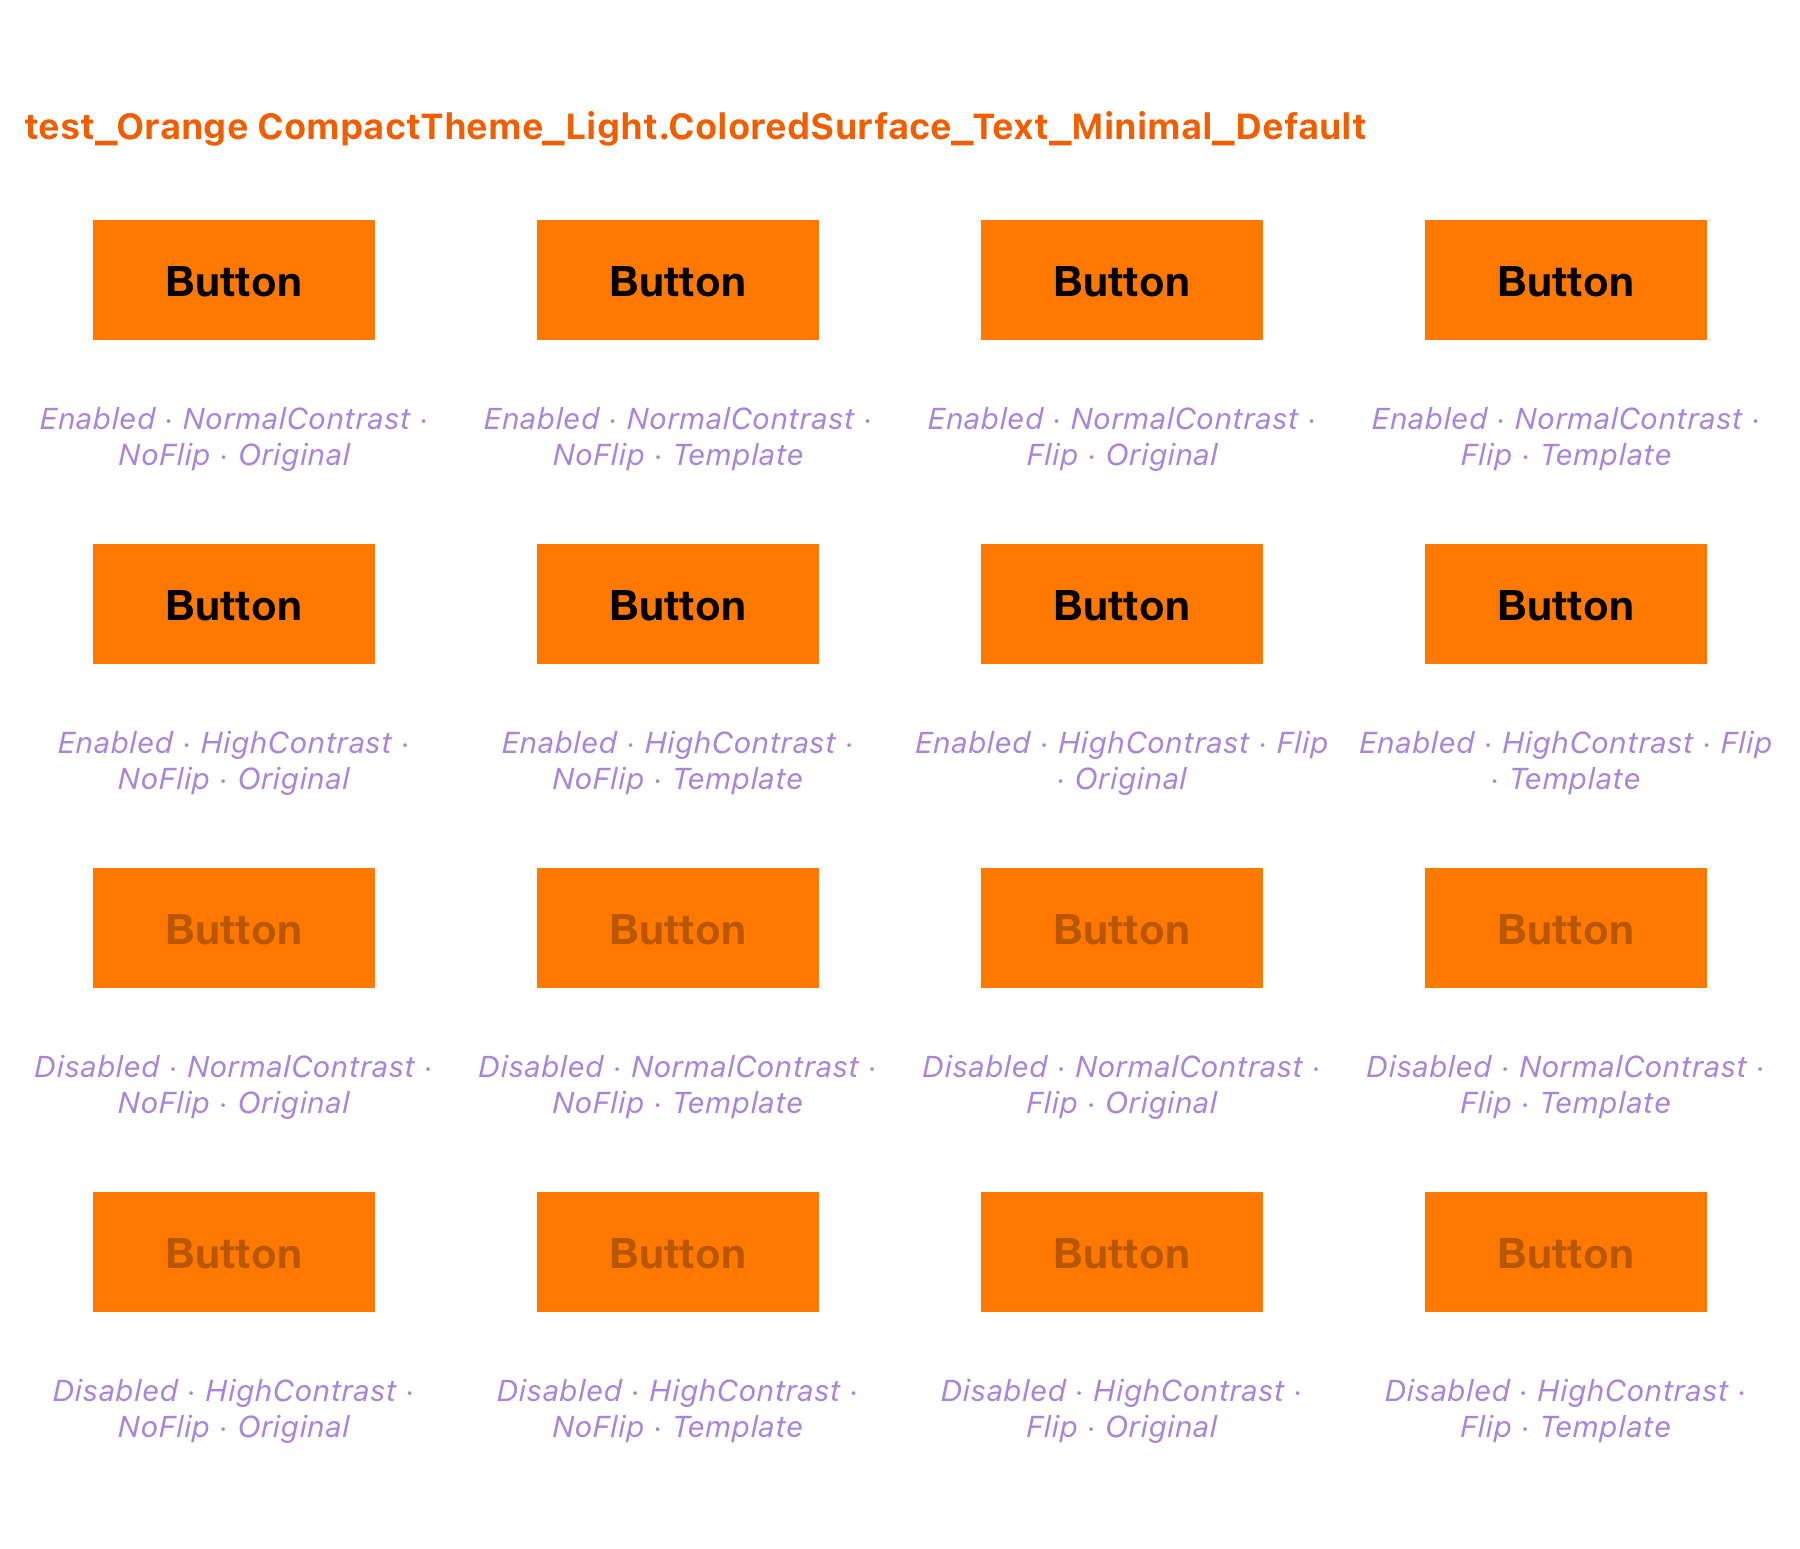 test_Orange CompactTheme_Light.ColoredSurface_Text_Minimal_Default
Button Button Button Button
Enabled · NormalContrast · Enabled · NormalContrast · Enabled · NormalContrast · Enabled · NormalContrast ·
NoFlip · Original NoFlip · Template Flip · Original Flip · Template
Button Button Button Button
Enabled · HighContrast · Enabled · HighContrast · Enabled · HighContrast · Flip Enabled · HighContrast · Flip
NoFlip · Original NoFlip · Template · Original · Template
Button Button Button Button
Disabled · NormalContrast · Disabled · NormalContrast · Disabled · NormalContrast · Disabled · NormalContrast ·
NoFlip · Original NoFlip · Template Flip · Original Flip · Template
Button Button Button Button
Disabled · HighContrast · Disabled · HighContrast · Disabled · HighContrast · Disabled · HighContrast ·
NoFlip · Original NoFlip · Template Flip · Original Flip · Template